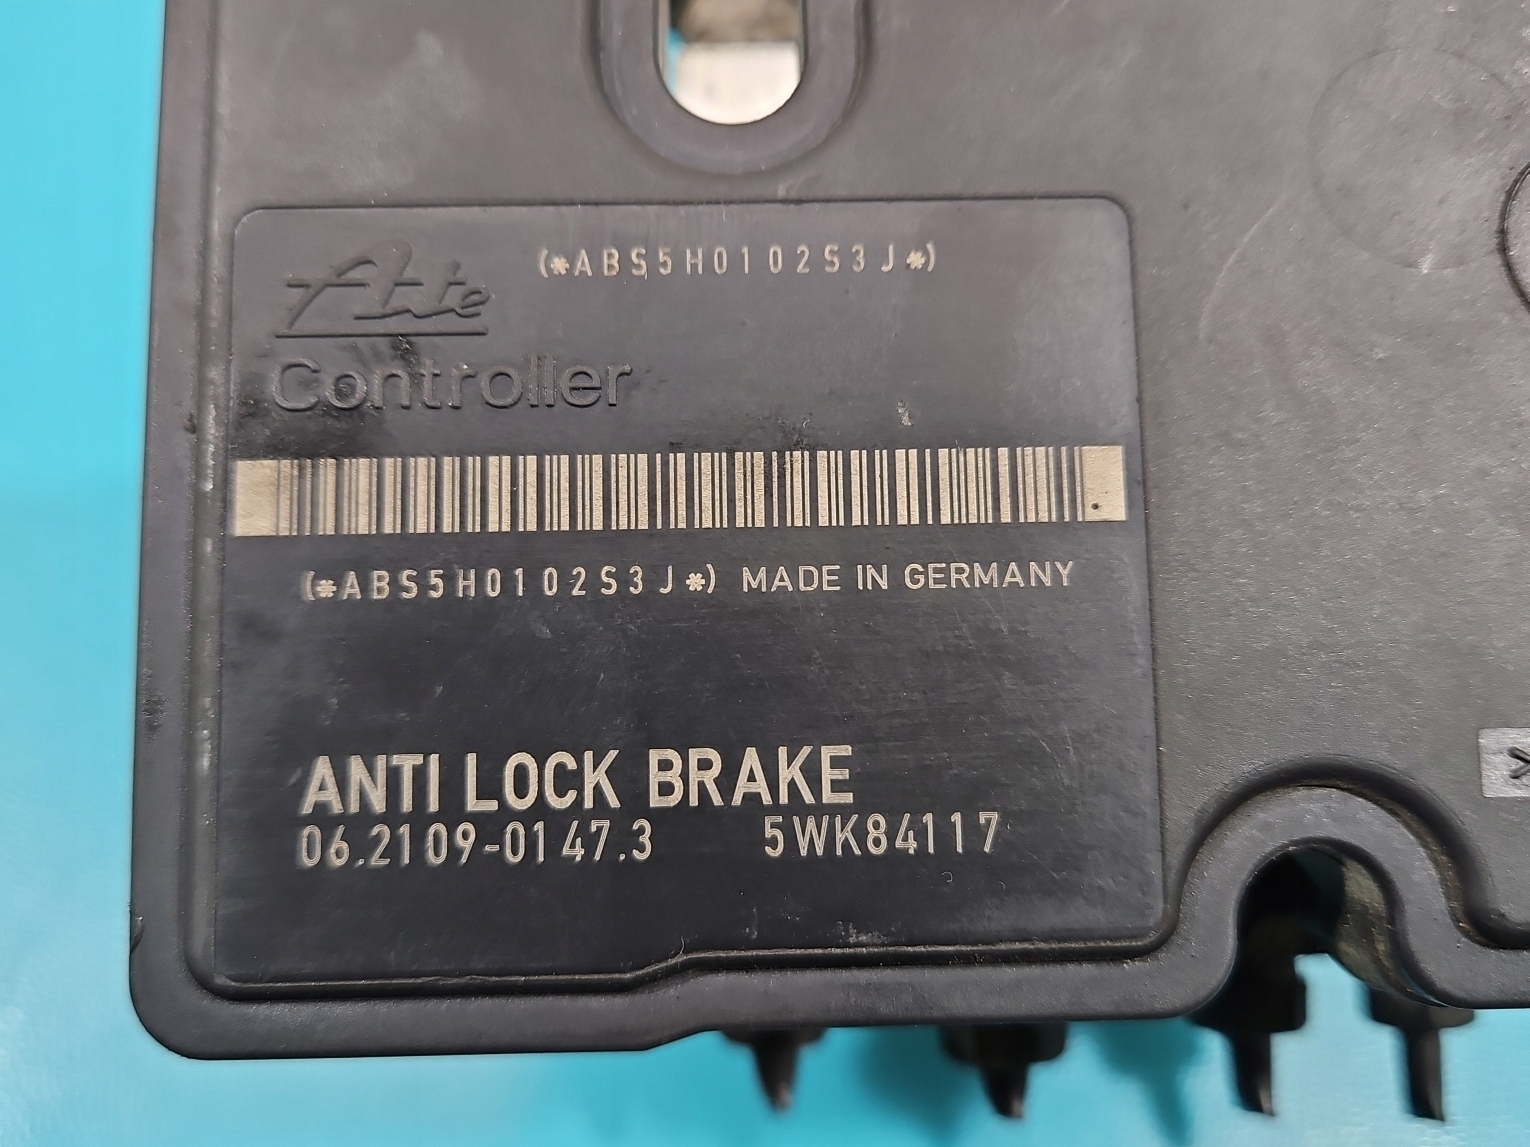 (*ABS5H0102S3J*)
Ate
Controller
(*ABS5H0102S3J*) MADE IN GERMANY
ANTI LOCK BRAKE
06.2109-0147.3 5WK84117
>